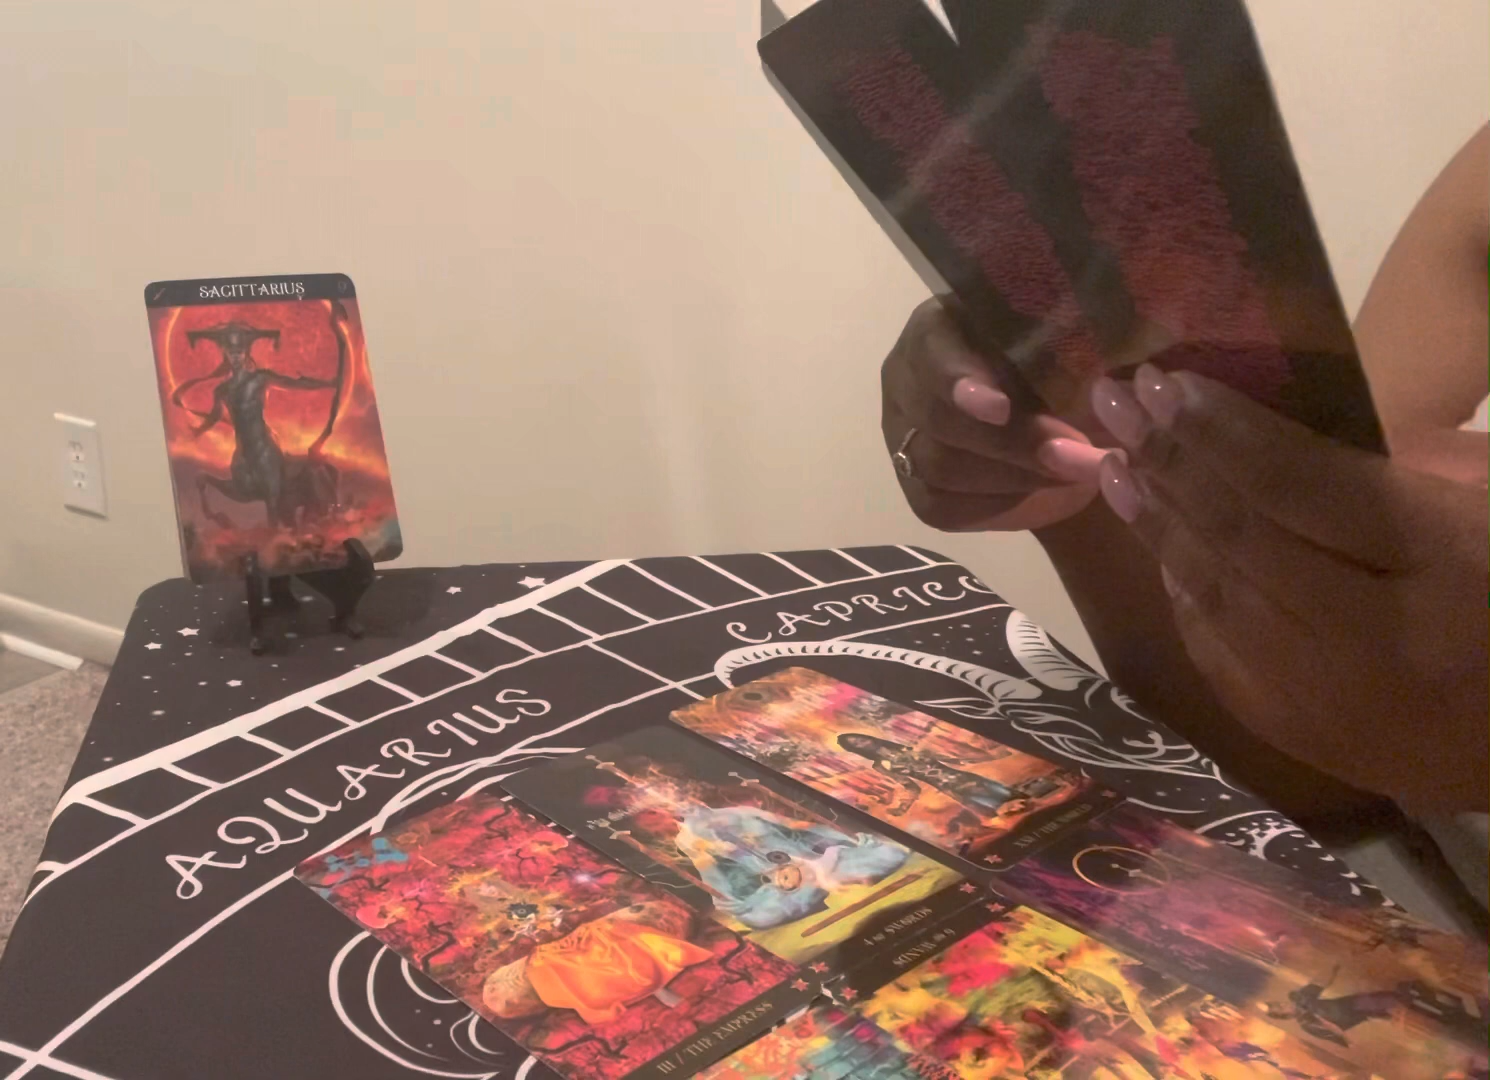 SAGITTARIUS
CAPRICO
AQUARIUS
XXI / THE WORLD
4 OF SWORDS
6 OF WANDS
III / THE EMPRESS